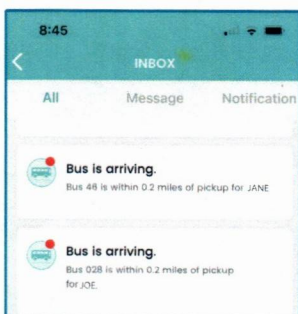 8:45
INBOX
All Message Notification
Bus is arriving.
Bus 46 is within 0.2 miles of pickup for JANE
Bus is arriving.
Bus 028 is within 0.2 miles of pickup
for JOE.